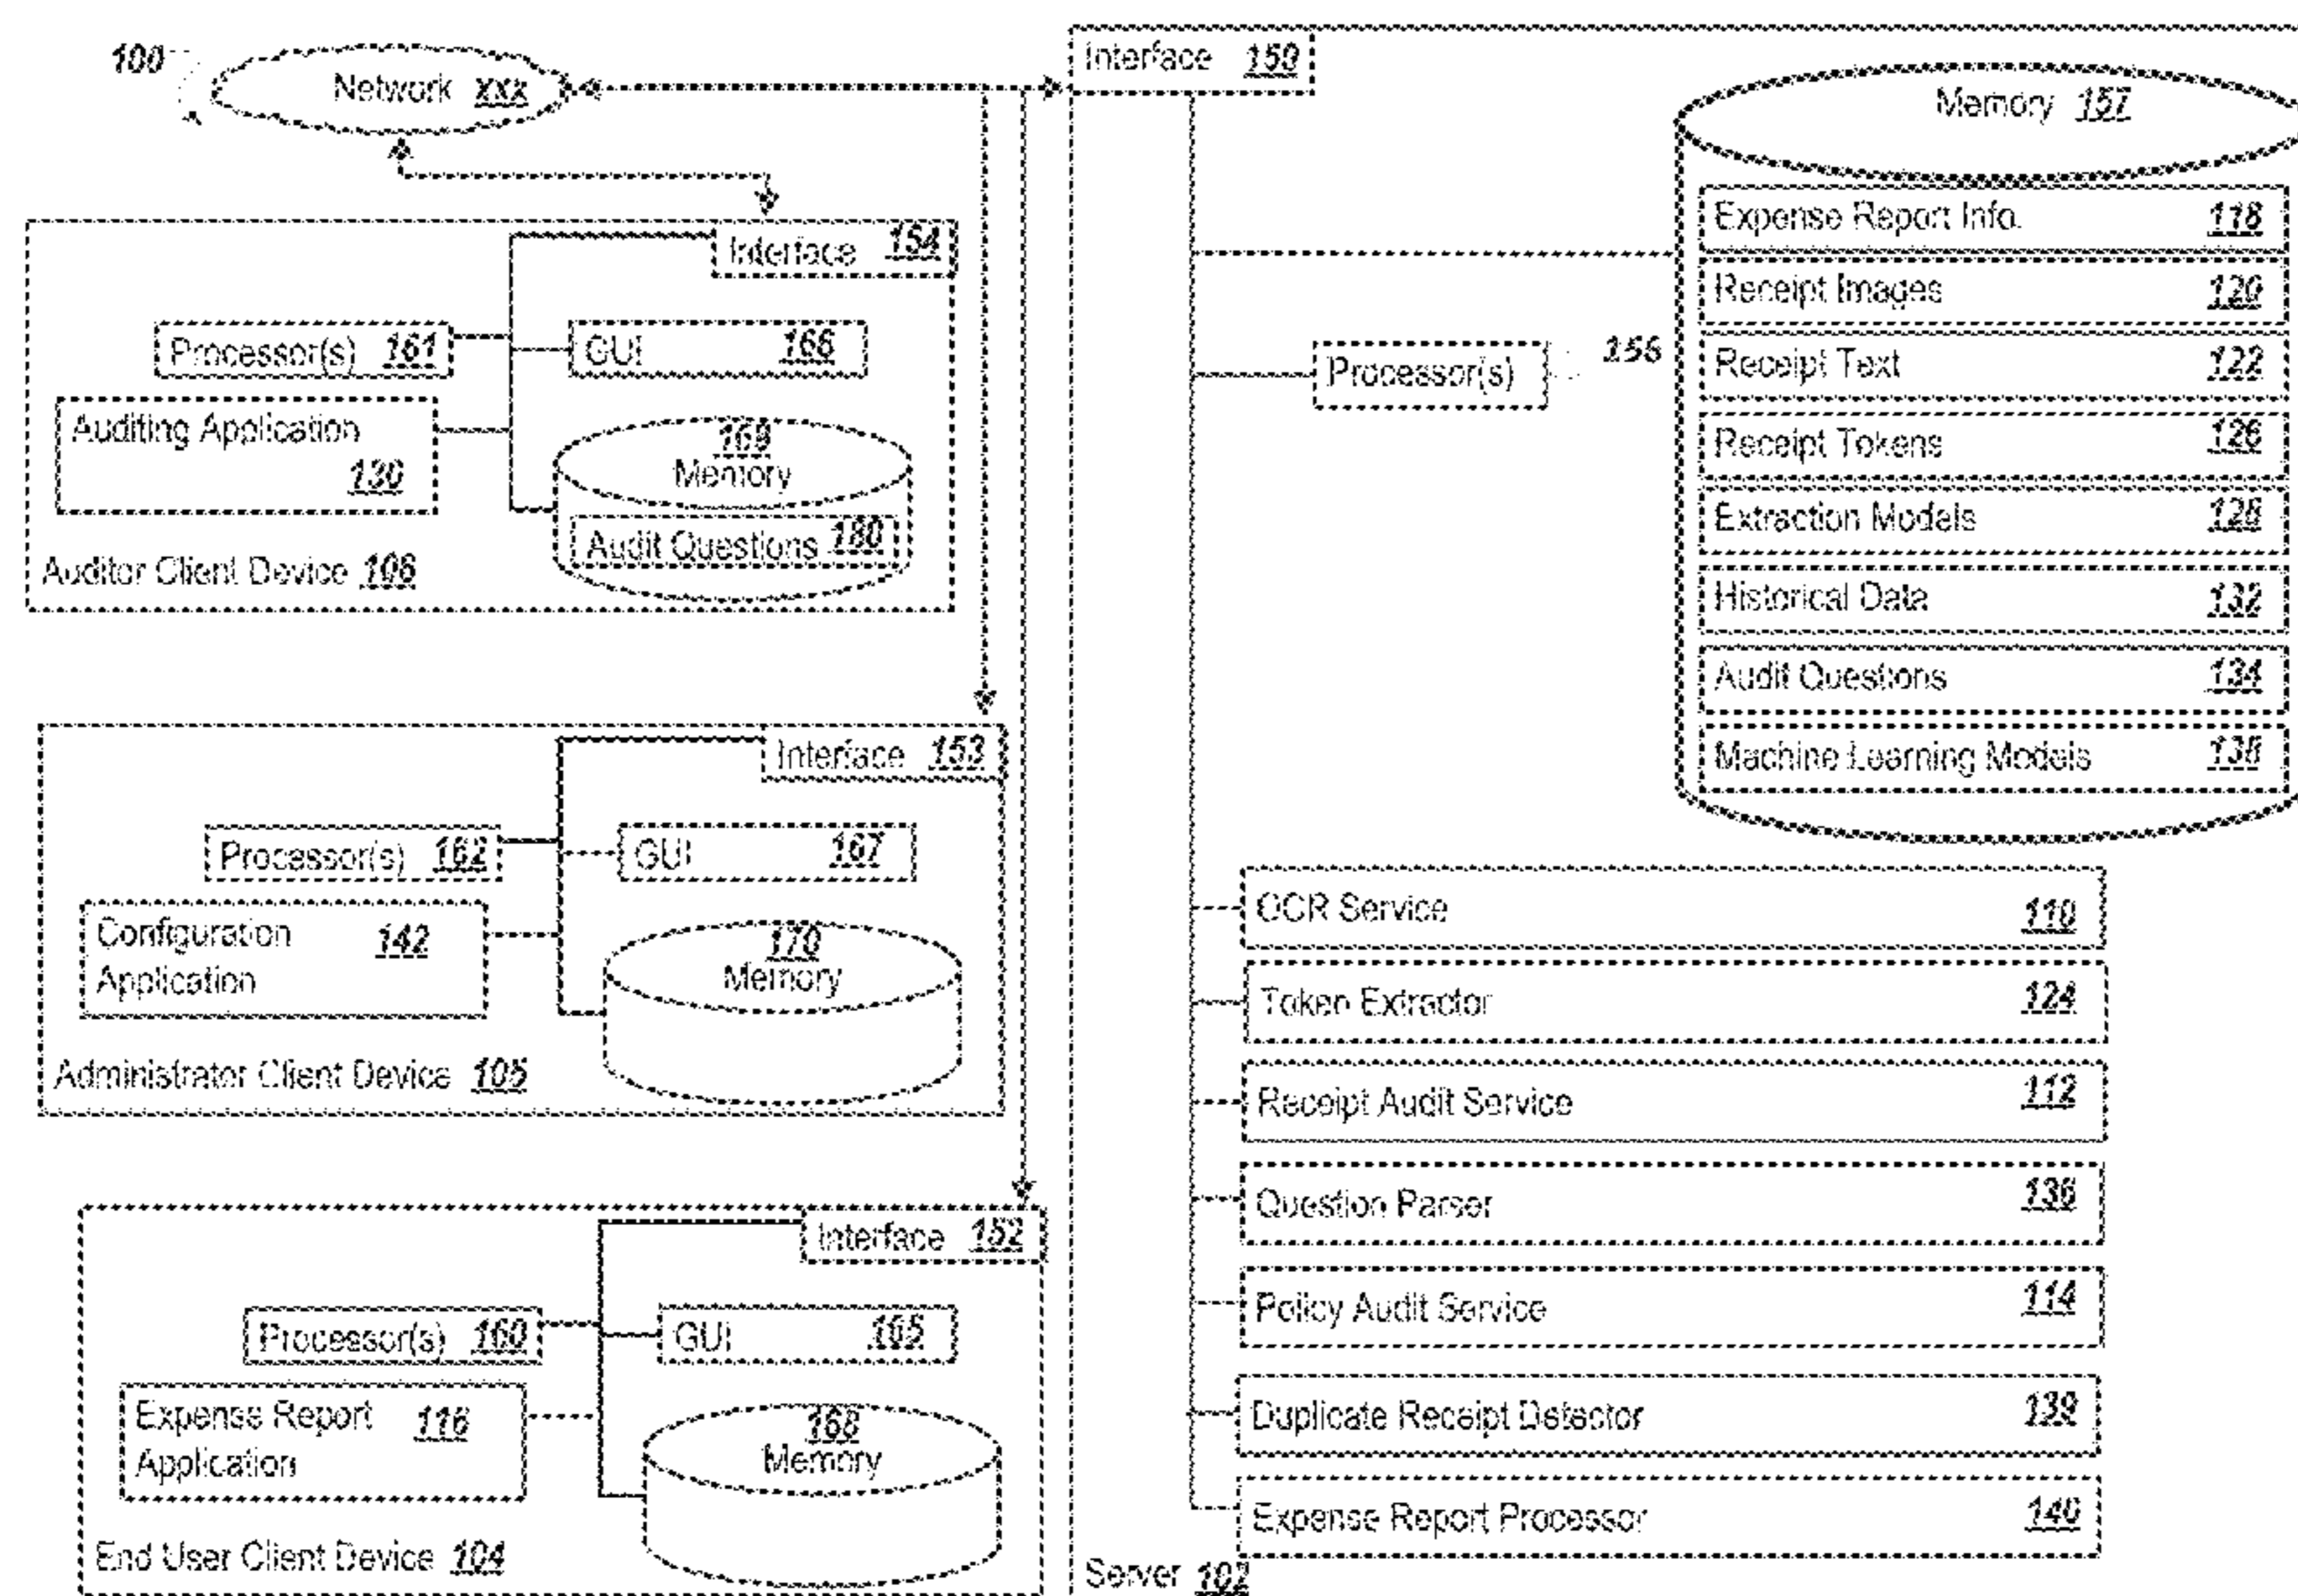 100
Network xxx
Interface 150
Memory 157
Expense Report Info. 118
Receipt Images 120
Receipt Text 122
Receipt Tokens 126
Extraction Models 128
Historical Data 132
Audit Questions 134
Machine Learning Models
Processor(s)
Interface 154
Processor(s) 161
GUI 166
Auditing Application
130
169
Memory
Audit Questions 180
Auditor Client Device 106
Interface 153
Processor(s) 162
GUI 167
Configuration 142
Application
170
Memory
Administrator Client Device 105
Interface 152
Processor(s) 160
GUI 165
Expense Report 116
Application
168
Memory
End User Client Device 104
OCR Service 110
Token Extractor 124
Receipt Audit Service 112
Question Parser 136
Policy Audit Service 114
Duplicate Receipt Detector
Expense Report Processor 140
Server 102